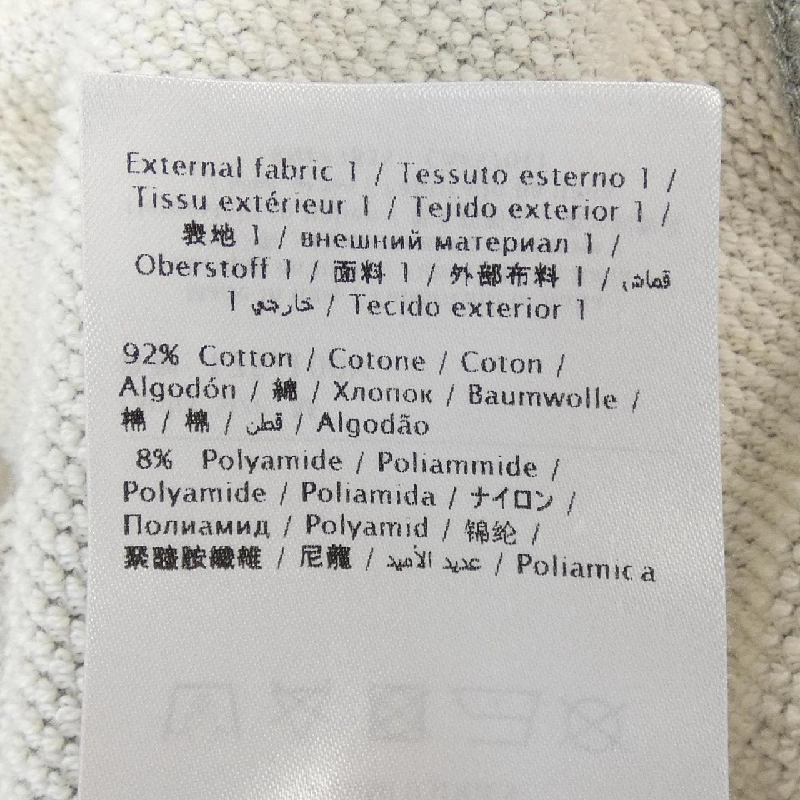 External fabric 1 / Tessuto esterno 1 /
Tissu extérieur 1 / Tejido exterior 1 /
表地 1 / внешний материал 1 /
Oberstoff 1 / 面料 1 / 外部布料 1 / قماش
خارجي 1 / Tecido exterior 1
92% Cotton / Cotone / Coton /
Algodón / 綿 / Хлопок / Baumwolle /
棉 / 棉 / قطن / Algodão
8% Polyamide / Poliammide /
Polyamide / Poliamida / ナイロン /
Полиамид / Polyamid / 锦纶 /
聚醯胺纖維 / 尼龍 / عديد الأميد / Poliamica